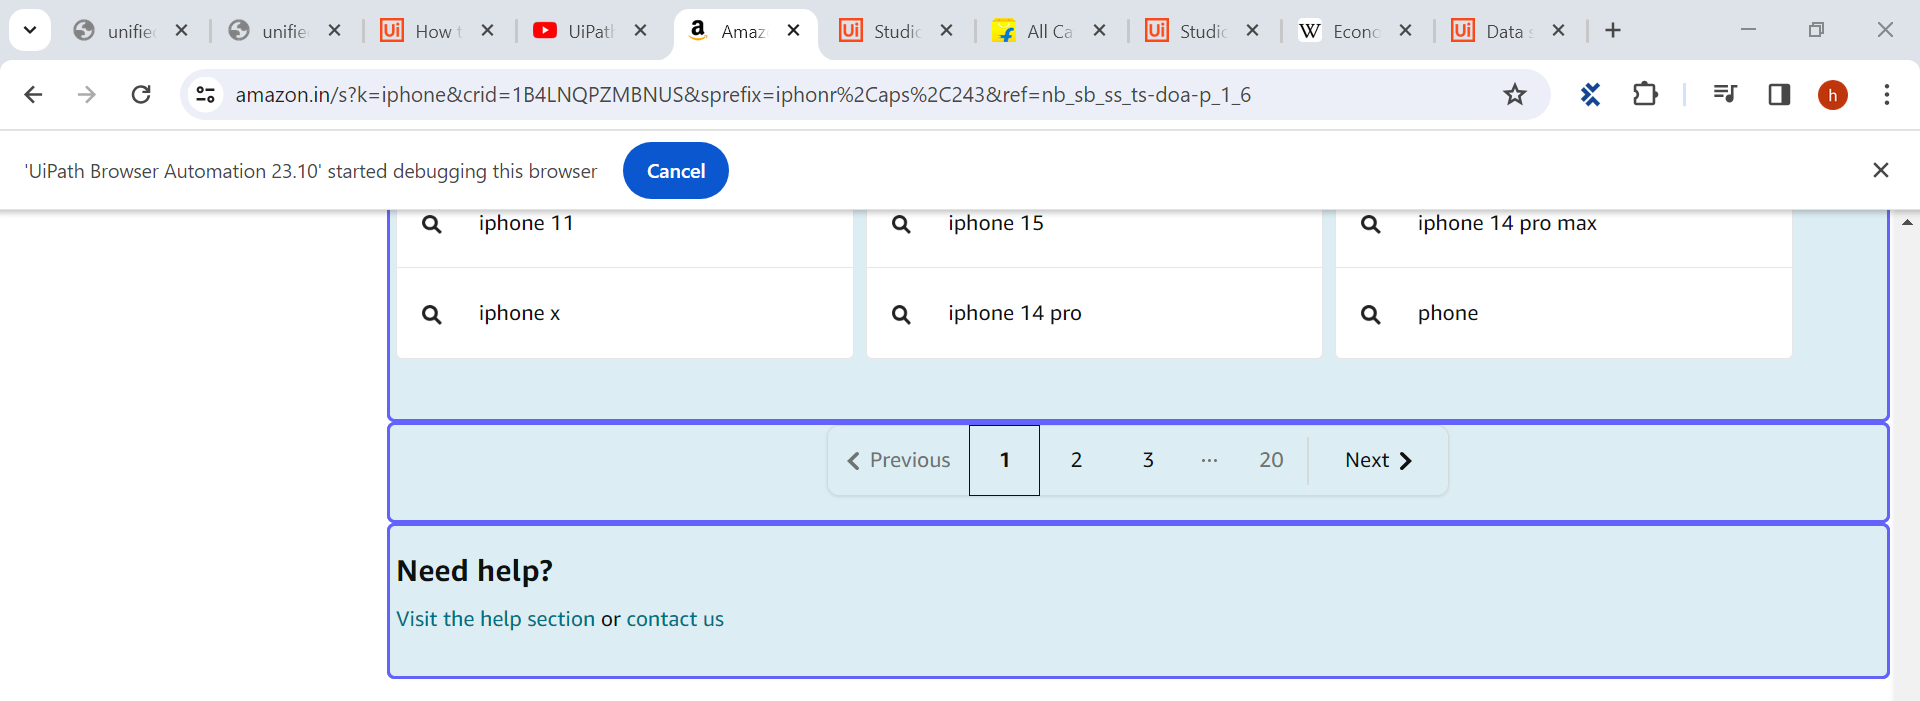 unifie
unifie
Ui How t
UiPath
a Amaz
Ui Studio
All Ca
Ui Studio
W Econo
Ui Data s
amazon.in/s?k=iphone&crid=1B4LNQPZMBNUS&sprefix=iphonr%2Caps%2C243&ref=nb_sb_ss_ts-doa-p_1_6
h
'UiPath Browser Automation 23.10' started debugging this browser Cancel
iphone 11 iphone 15 iphone 14 pro max
iphone x iphone 14 pro phone
Previous 1 2 3 ... 20 Next
Need help?
Visit the help section or contact us